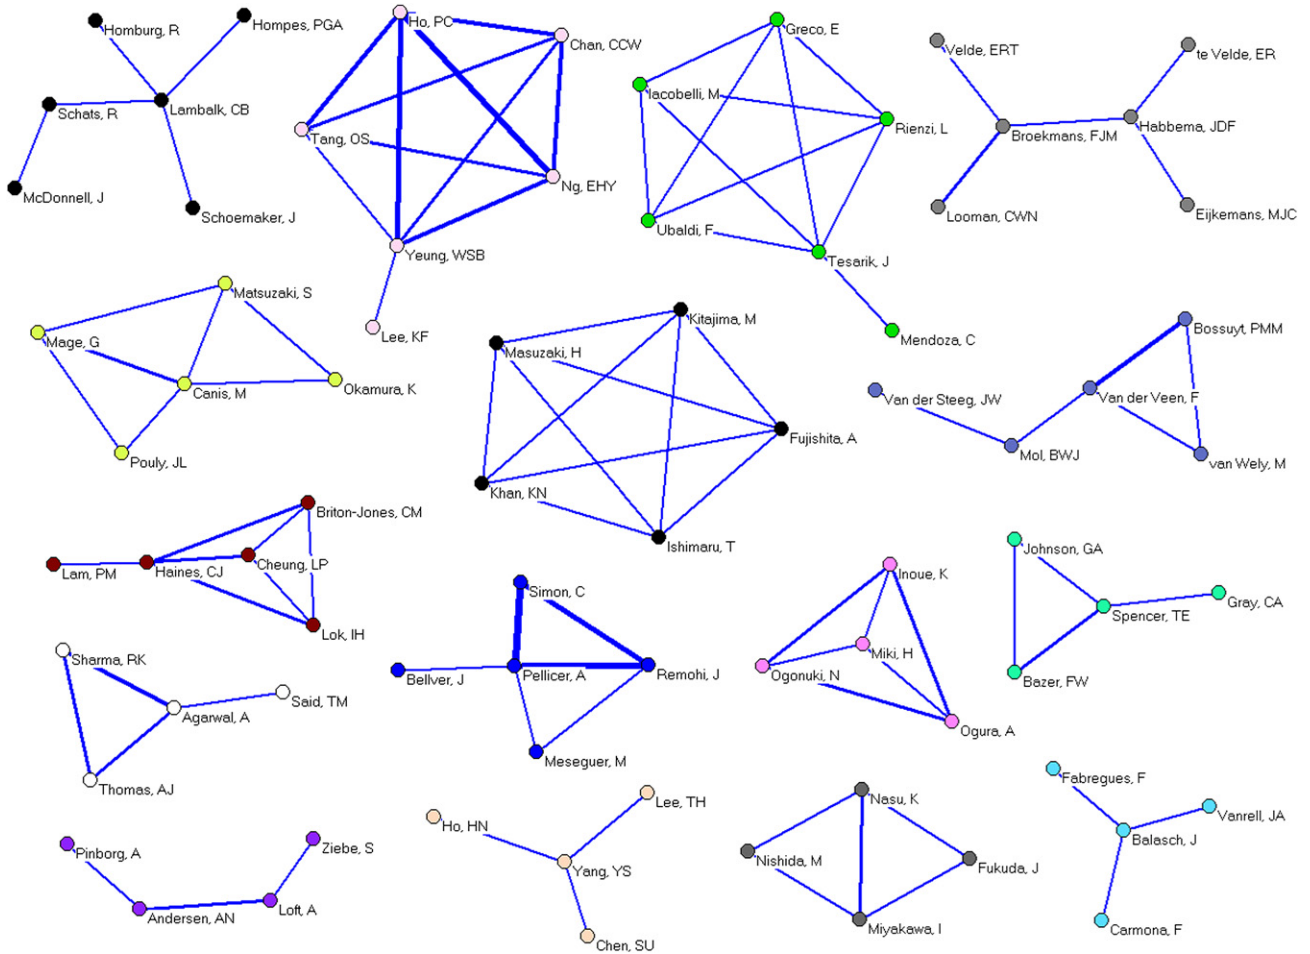 Homburg, R
Hompes, PGA
Schats, R
Lambalk, CB
McDonnell, J
Schoemaker, J
Ho, PC
Chan, CCW
Tang, OS
Ng, EHY
Yeung, WSB
Lee, KF
Greco, E
Iacobelli, M
Rienzi, L
Ubaldi, F
Tesarik, J
Mendoza, C
Velde, ERT
te Velde, ER
Broekmans, FJM
Habbema, JDF
Looman, CWN
Eijkemans, MJC
Matsuzaki, S
Mage, G
Canis, M
Okamura, K
Pouly, JL
Kitajima, M
Masuzaki, H
Fujishita, A
Khan, KN
Ishimaru, T
Bossuyt, PMM
Van der Steeg, JW
Van der Veen, F
Mol, BWJ
van Wely, M
Briton-Jones, CM
Lam, PM
Haines, CJ
Cheung, LP
Lok, IH
Simon, C
Bellver, J
Pellicer, A
Remohi, J
Meseguer, M
Inoue, K
Miki, H
Ogonuki, N
Ogura, A
Johnson, GA
Gray, CA
Spencer, TE
Bazer, FW
Sharma, RK
Said, TM
Agarwal, A
Thomas, AJ
Pinborg, A
Ziebe, S
Andersen, AN
Loft, A
Lee, TH
Ho, HN
Yang, YS
Chen, SU
Nasu, K
Nishida, M
Fukuda, J
Miyakawa, I
Fabregues, F
Vanrell, JA
Balasch, J
Carmona, F